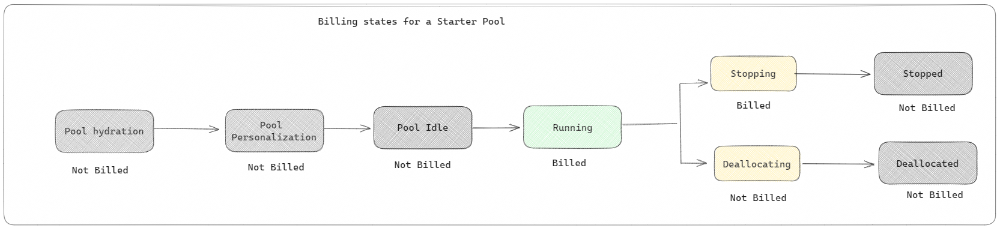 Billing states for a Starter Pool
Pool hydration
Not Billed
Pool
Personalization
Not Billed
Pool Idle
Not Billed
Running
Billed
Stopping
Billed
Stopped
Not Billed
Deallocating
Not Billed
Deallocated
Not Billed